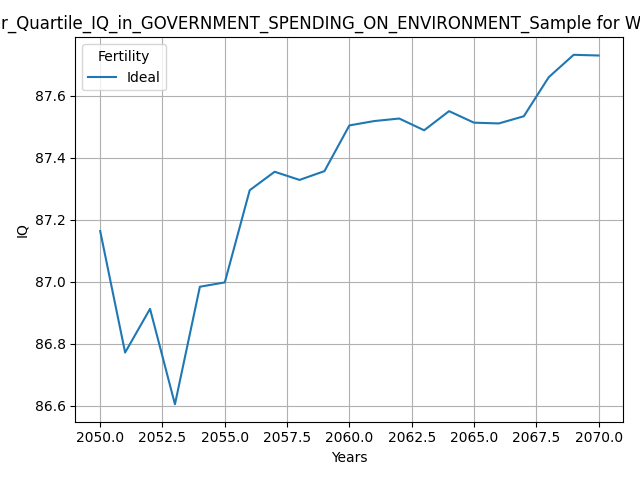 r_Quartile_IQ_in_GOVERNMENT_SPENDING_ON_ENVIRONMENT_Sample for W
Fertility
Ideal
87.6
87.4
87.2
87.0
86.8
86.6
IQ
2050.0 2052.5 2055.0 2057.5 2060.0 2062.5 2065.0 2067.5 2070.0
Years